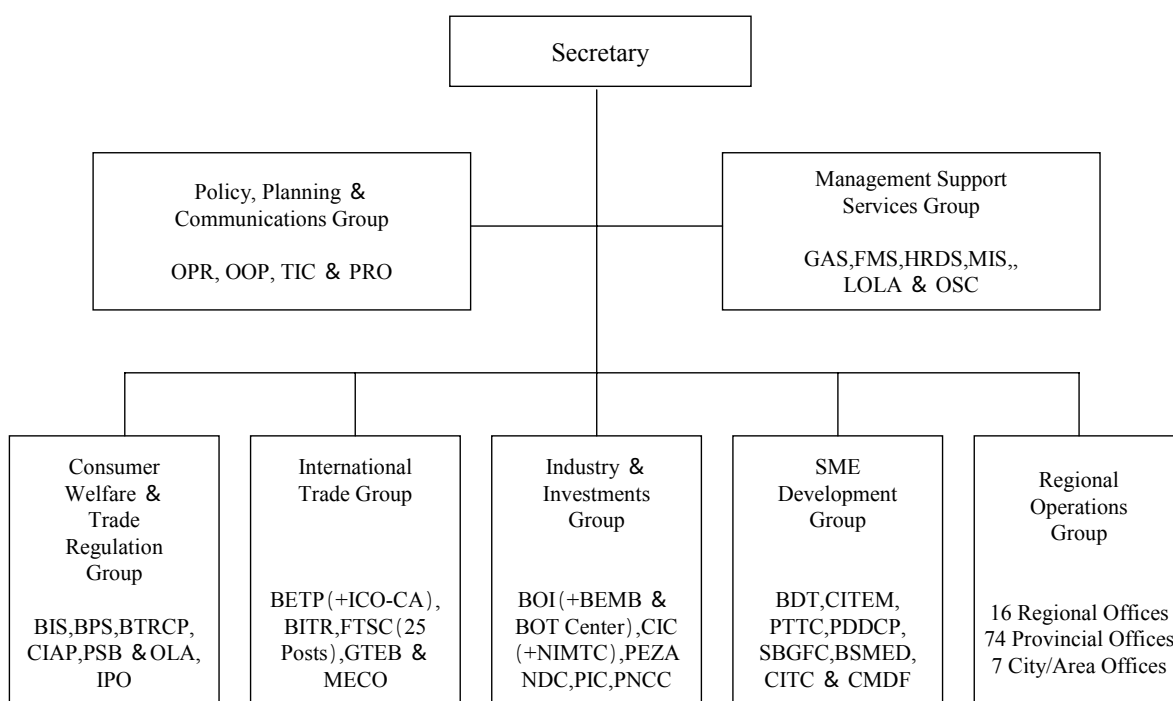 Secretary
Policy, Planning &
Communications Group
OPR, OOP, TIC & PRO
Management Support
Services Group
GAS,FMS,HRDS,MIS,,
LOLA & OSC
Consumer
Welfare &
Trade
Regulation
Group
BIS,BPS,BTRCP,
CIAP,PSB & OLA,
IPO
International
Trade Group
BETP(+ICO-CA),
BITR,FTSC(25
Posts),GTEB &
MECO
Industry &
Investments
Group
BOI(+BEMB &
BOT Center),CIC
(+NIMTC),PEZA
NDC,PIC,PNCC
SME
Development
Group
BDT,CITEM,
PTTC,PDDCP,
SBGFC,BSMED,
CITC & CMDF
Regional
Operations
Group
16 Regional Offices
74 Provincial Offices
7 City/Area Offices